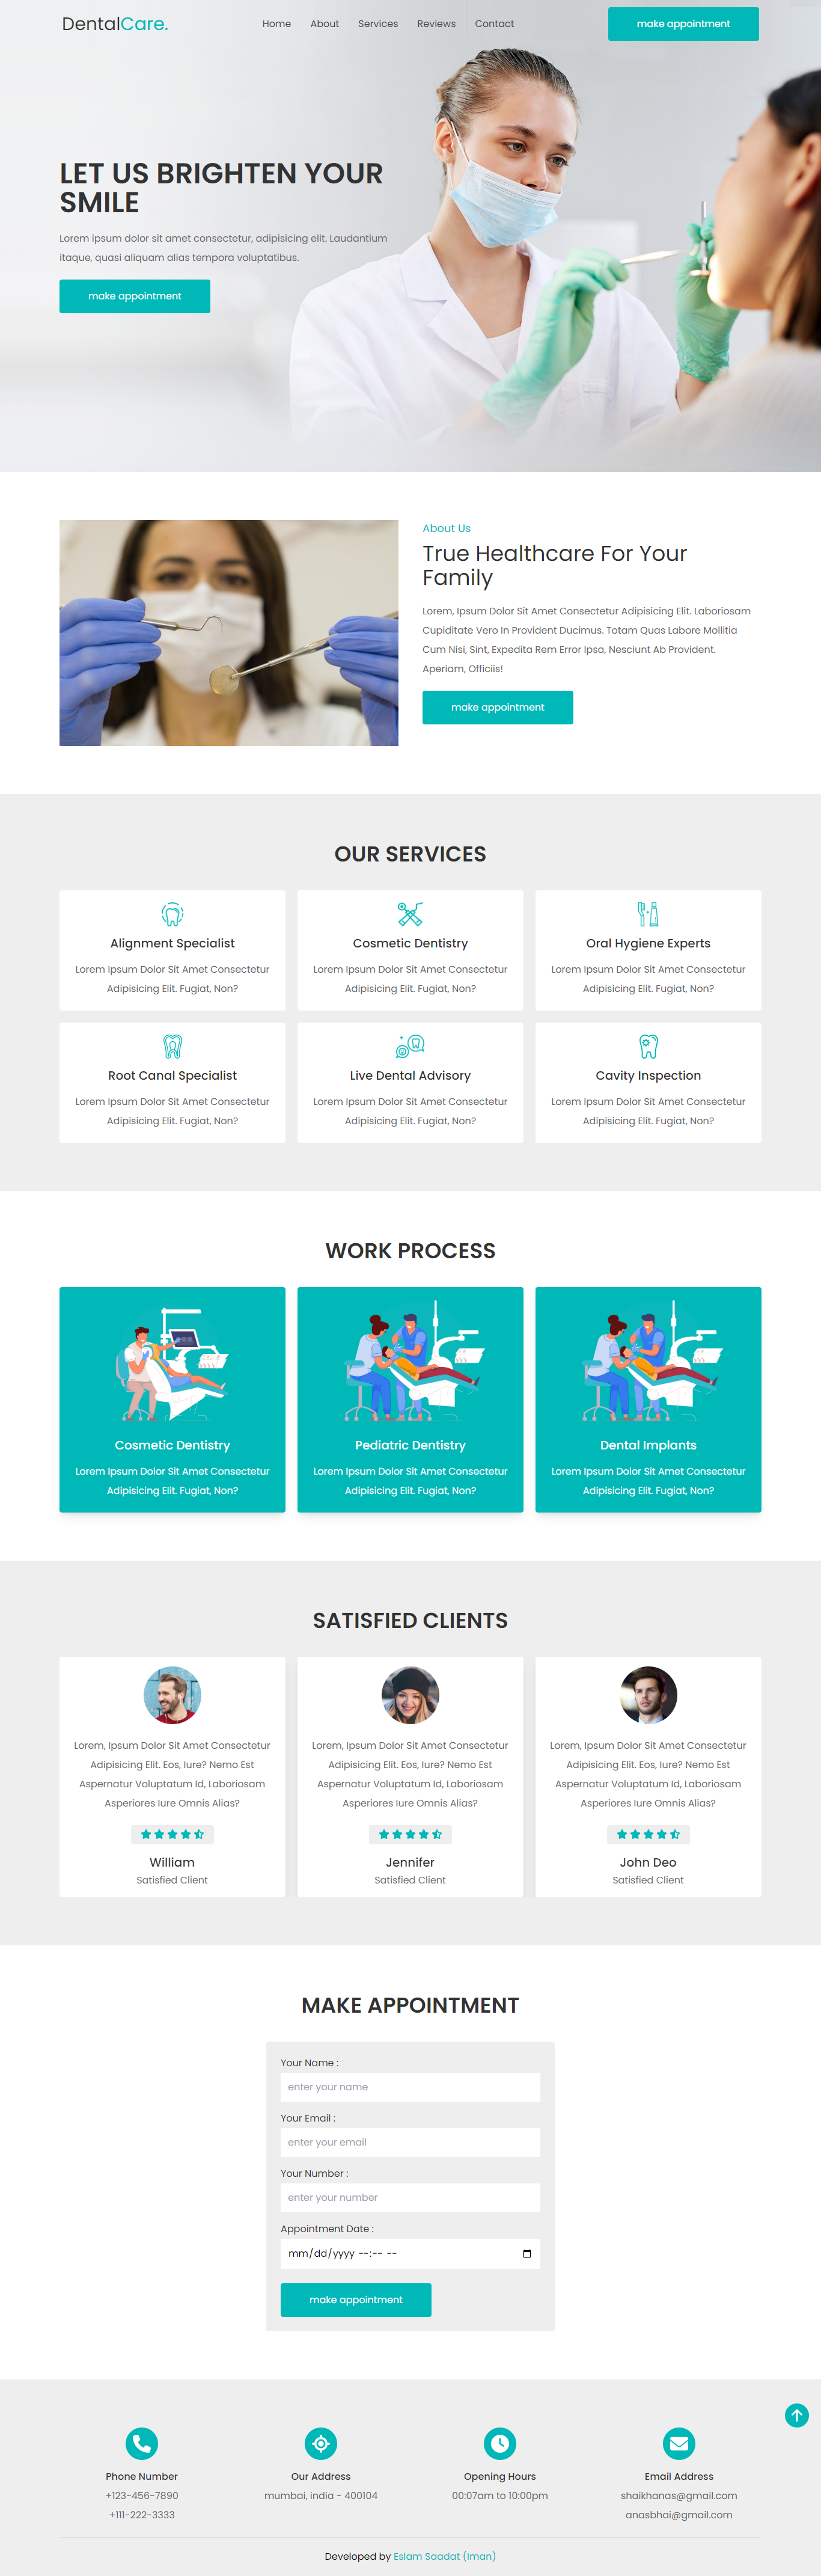 DentalCare.
Home About Services Reviews Contact
make appointment
LET US BRIGHTEN YOUR
SMILE
Lorem ipsum dolor sit amet consectetur, adipisicing elit. Laudantium
itaque, quasi aliquam alias tempora voluptatibus.
make appointment
About Us
True Healthcare For Your
Family
Lorem, Ipsum Dolor Sit Amet Consectetur Adipisicing Elit. Laboriosam
Cupiditate Vero In Provident Ducimus. Totam Quas Labore Mollitia
Cum Nisi, Sint, Expedita Rem Error Ipsa, Nesciunt Ab Provident.
Aperiam, Officiis!
make appointment
OUR SERVICES
Alignment Specialist
Lorem Ipsum Dolor Sit Amet Consectetur
Adipisicing Elit. Fugiat, Non?
Cosmetic Dentistry
Lorem Ipsum Dolor Sit Amet Consectetur
Adipisicing Elit. Fugiat, Non?
Oral Hygiene Experts
Lorem Ipsum Dolor Sit Amet Consectetur
Adipisicing Elit. Fugiat, Non?
Root Canal Specialist
Lorem Ipsum Dolor Sit Amet Consectetur
Adipisicing Elit. Fugiat, Non?
Live Dental Advisory
Lorem Ipsum Dolor Sit Amet Consectetur
Adipisicing Elit. Fugiat, Non?
Cavity Inspection
Lorem Ipsum Dolor Sit Amet Consectetur
Adipisicing Elit. Fugiat, Non?
WORK PROCESS
Cosmetic Dentistry
Lorem Ipsum Dolor Sit Amet Consectetur
Adipisicing Elit. Fugiat, Non?
Pediatric Dentistry
Lorem Ipsum Dolor Sit Amet Consectetur
Adipisicing Elit. Fugiat, Non?
Dental Implants
Lorem Ipsum Dolor Sit Amet Consectetur
Adipisicing Elit. Fugiat, Non?
SATISFIED CLIENTS
Lorem, Ipsum Dolor Sit Amet Consectetur
Adipisicing Elit. Eos, Iure? Nemo Est
Aspernatur Voluptatum Id, Laboriosam
Asperiores Iure Omnis Alias?
William
Satisfied Client
Lorem, Ipsum Dolor Sit Amet Consectetur
Adipisicing Elit. Eos, Iure? Nemo Est
Aspernatur Voluptatum Id, Laboriosam
Asperiores Iure Omnis Alias?
Jennifer
Satisfied Client
Lorem, Ipsum Dolor Sit Amet Consectetur
Adipisicing Elit. Eos, Iure? Nemo Est
Aspernatur Voluptatum Id, Laboriosam
Asperiores Iure Omnis Alias?
John Deo
Satisfied Client
MAKE APPOINTMENT
Your Name :
enter your name
Your Email :
enter your email
Your Number :
enter your number
Appointment Date :
mm/dd/yyyy --:-- --
make appointment
Phone Number
+123-456-7890
+111-222-3333
Our Address
mumbai, india - 400104
Opening Hours
00:07am to 10:00pm
Email Address
shaikhanas@gmail.com
anasbhai@gmail.com
Developed by Eslam Saadat (Iman)